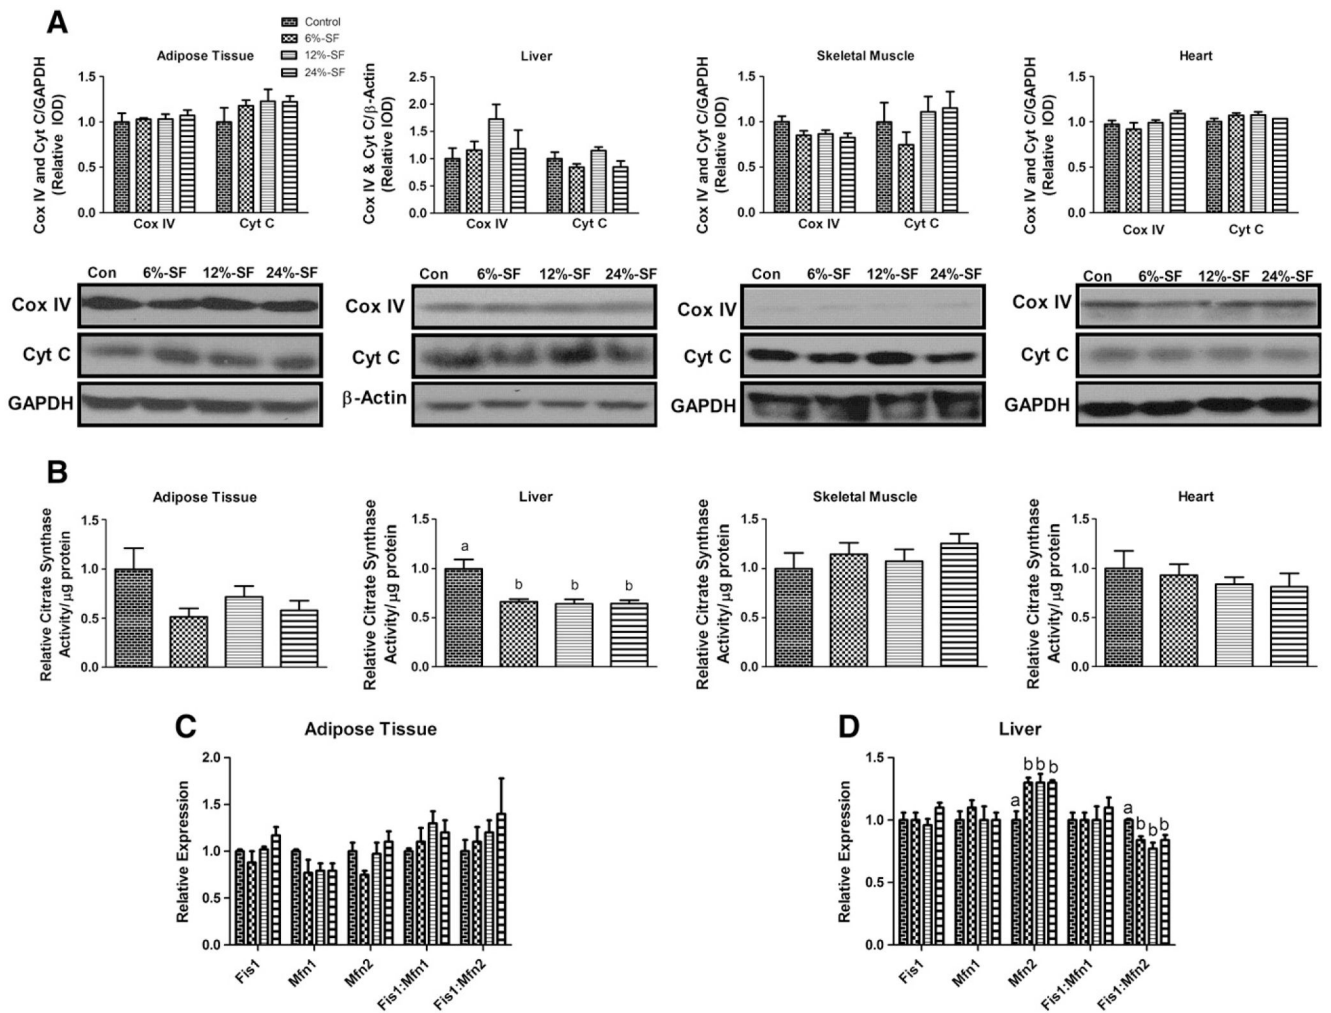 A
Control
6%-SF
12%-SF
24%-SF
Adipose Tissue
Cox IV and Cyt C/GAPDH
(Relative IOD)
1.5
1.0
0.5
0.0
Cox IV
Cyt C
Liver
Cox IV & Cyt C/β-Actin
(Relative IOD)
2.5
2.0
1.5
1.0
0.5
0.0
Cox IV
Cyt C
Skeletal Muscle
Cox IV and Cyt C/GAPDH
(Relative IOD)
1.5
1.0
0.5
0.0
Cox IV
Cyt C
Heart
Cox IV and Cyt C/GAPDH
(Relative IOD)
1.5
1.0
0.5
0.0
Cox IV
Cyt C
Con 6%-SF 12%-SF 24%-SF
Cox IV
Cyt C
GAPDH
Con 6%-SF 12%-SF 24%-SF
Cox IV
Cyt C
β-Actin
Con 6%-SF 12%-SF 24%-SF
Cox IV
Cyt C
GAPDH
Con 6%-SF 12%-SF 24%-SF
Cox IV
Cyt C
GAPDH
B
Adipose Tissue
Relative Citrate Synthase
Activity/μg protein
1.5
1.0
0.5
0.0
Liver
Relative Citrate Synthase
Activity/μg protein
1.5
1.0
0.5
0.0
a
b
b
b
Skeletal Muscle
Relative Citrate Synthase
Activity/μg protein
1.5
1.0
0.5
0.0
Heart
Relative Citrate Synthase
Activity/μg protein
1.5
1.0
0.5
0.0
C
Adipose Tissue
Relative Expression
2.0
1.5
1.0
0.5
0.0
Fis1
Mfn1
Mfn2
Fis1:Mfn1
Fis1:Mfn2
D
Liver
Relative Expression
1.5
1.0
0.5
0.0
a
b b b
a
b b b
Fis1
Mfn1
Mfn2
Fis1:Mfn1
Fis1:Mfn2